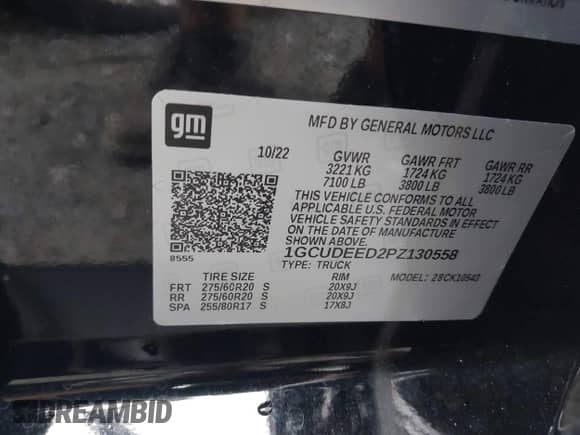 gm
MFD BY GENERAL MOTORS LLC
10/22 GVWR GAWR FRT GAWR RR
3221 KG 1724 KG 1724 KG
7100 LB 3800 LB 3800 LB
THIS VEHICLE CONFORMS TO ALL
APPLICABLE U.S. FEDERAL MOTOR
VEHICLE SAFETY STANDARDS IN EFFECT
ON THE DATE OF MANUFACTURE
SHOWN ABOVE.
8555
1GCUDEED2PZ130558
TYPE: TRUCK MODEL: 28CK10543
TIRE SIZE RIM
FRT 275/60R20 S 20X9J
RR 275/60R20 S 20X9J
SPA 255/80R17 S 17X8J
DREAMBID